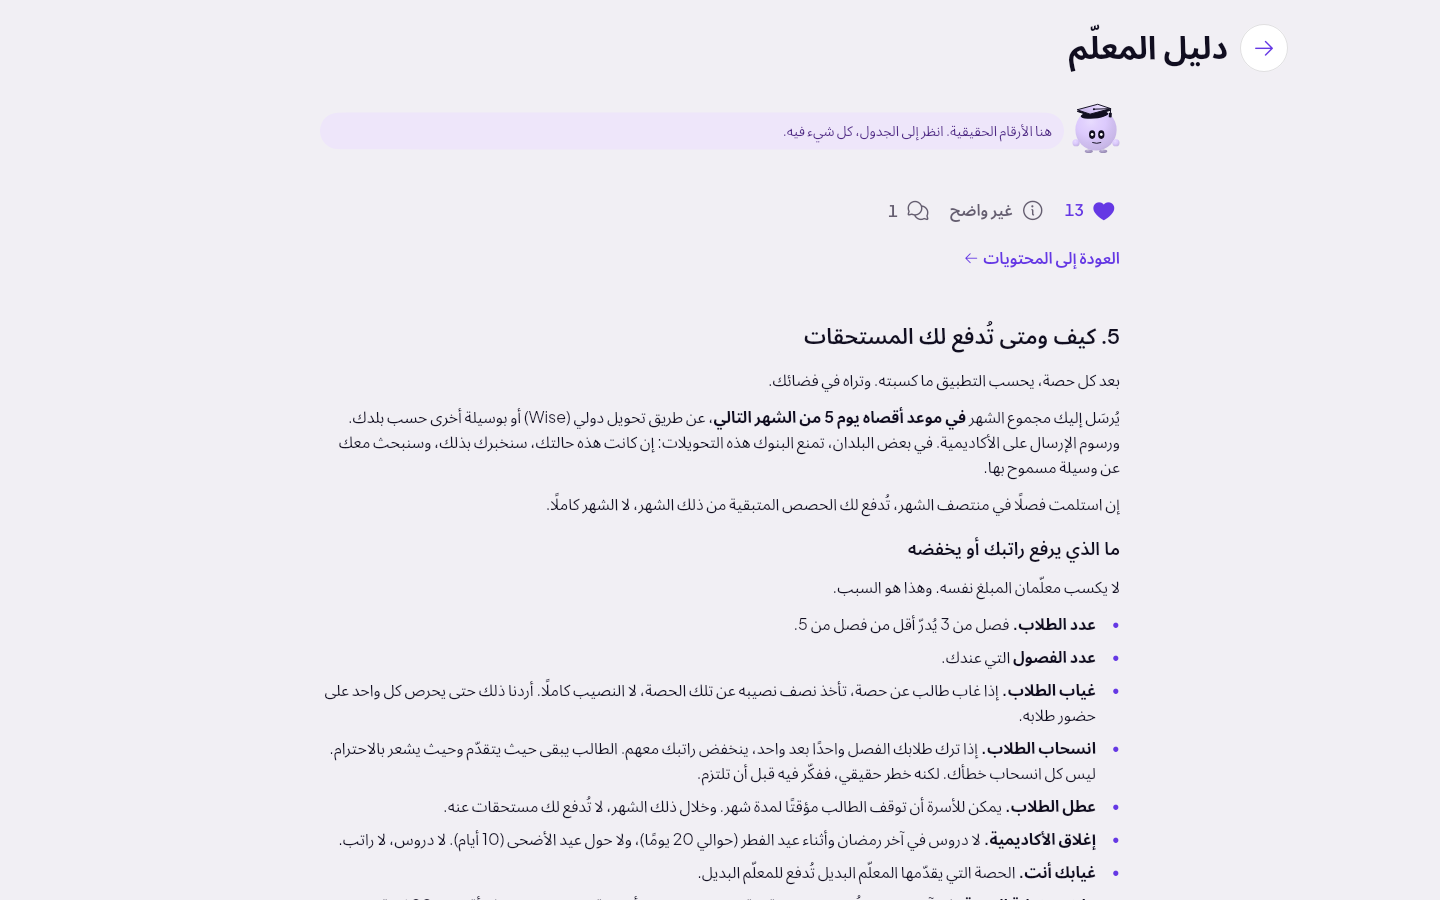 دليل المعلّم
هنا الأرقام الحقيقية. انظر إلى الجدول، كل شيء فيه.
13
غير واضح
1
العودة إلى المحتويات ←
5. كيف ومتى تُدفع لك المستحقات
بعد كل حصة، يحسب التطبيق ما كسبته. وتراه في فضائك.
يُرسَل إليك مجموع الشهر في موعد أقصاه يوم 5 من الشهر التالي، عن طريق تحويل دولي (Wise) أو بوسيلة أخرى حسب بلدك.
ورسوم الإرسال على الأكاديمية. في بعض البلدان، تمنع البنوك هذه التحويلات: إن كانت هذه حالتك، سنخبرك بذلك، وسنبحث معك
عن وسيلة مسموح بها.
إن استلمت فصلًا في منتصف الشهر، تُدفع لك الحصص المتبقية من ذلك الشهر، لا الشهر كاملًا.
ما الذي يرفع راتبك أو يخفضه
لا يكسب معلّمان المبلغ نفسه. وهذا هو السبب.
• عدد الطلاب. فصل من 3 يُدرّ أقل من فصل من 5.
• عدد الفصول التي عندك.
• غياب الطلاب. إذا غاب طالب عن حصة، تأخذ نصف نصيبه عن تلك الحصة، لا النصيب كاملًا. أردنا ذلك حتى يحرص كل واحد على
حضور طلابه.
• انسحاب الطلاب. إذا ترك طلابك الفصل واحدًا بعد واحد، ينخفض راتبك معهم. الطالب يبقى حيث يتقدّم وحيث يشعر بالاحترام.
ليس كل انسحاب خطأك. لكنه خطر حقيقي، ففكّر فيه قبل أن تلتزم.
• عطل الطلاب. يمكن للأسرة أن توقف الطالب مؤقتًا لمدة شهر. وخلال ذلك الشهر، لا تُدفع لك مستحقات عنه.
• إغلاق الأكاديمية. لا دروس في آخر رمضان وأثناء عيد الفطر (حوالي 20 يومًا)، ولا حول عيد الأضحى (10 أيام). لا دروس، لا راتب.
• غيابك أنت. الحصة التي يقدّمها المعلّم البديل تُدفع للمعلّم البديل.